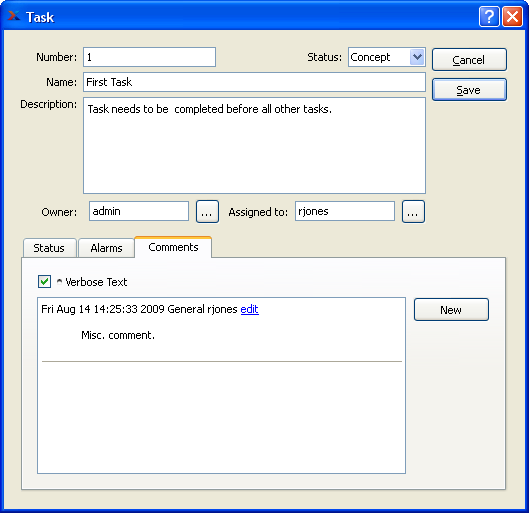 Task
Number: 1 Status: Concept Cancel
Name: First Task Save
Description: Task needs to be  completed before all other tasks.
Owner: admin ... Assigned to: rjones ...
Status Alarms Comments
^ Verbose Text
Fri Aug 14 14:25:33 2009 General rjones edit New
Misc. comment.